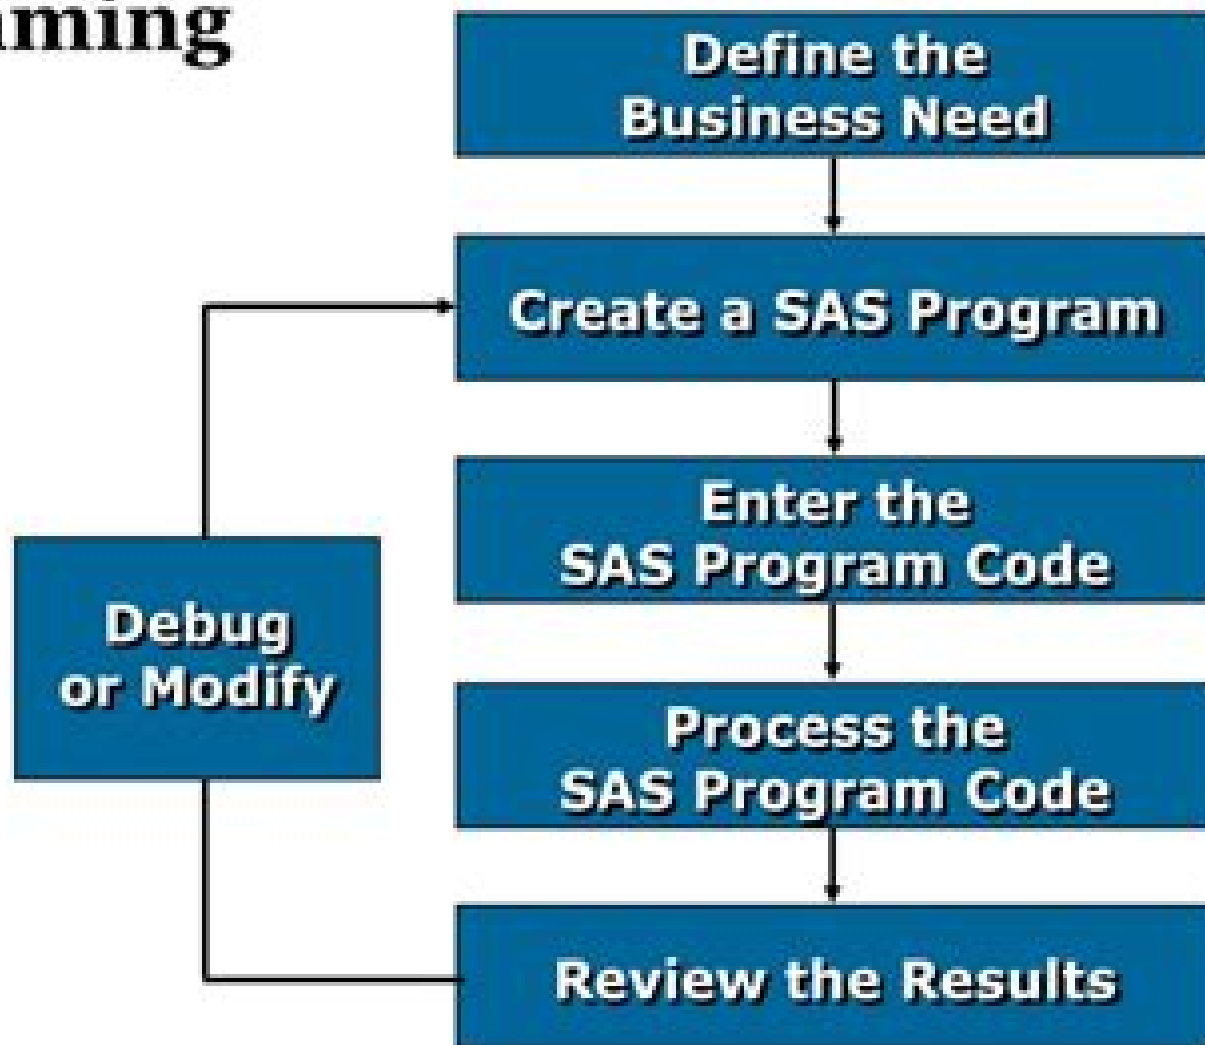 Define the
Business Need
Create a SAS Program
Enter the
SAS Program Code
Debug
or Modify
Process the
SAS Program Code
Review the Results